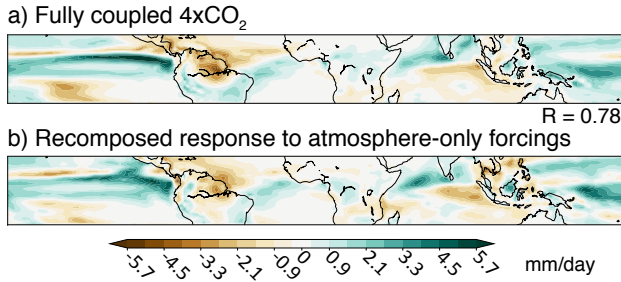 a) Fully coupled 4xCO₂
R = 0.78
b) Recomposed response to atmosphere-only forcings
-5.7 -4.5 -3.3 -2.1 -0.9 0 0.9 2.1 3.3 4.5 5.7
mm/day